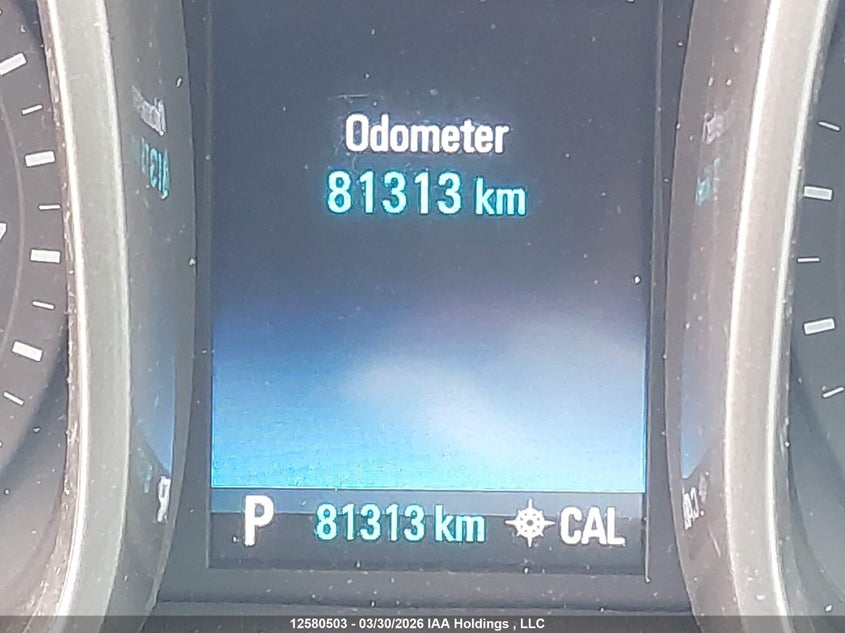 Odometer
81313 km
P 81313 km CAL
12580503 - 03/30/2026 IAA Holdings , LLC